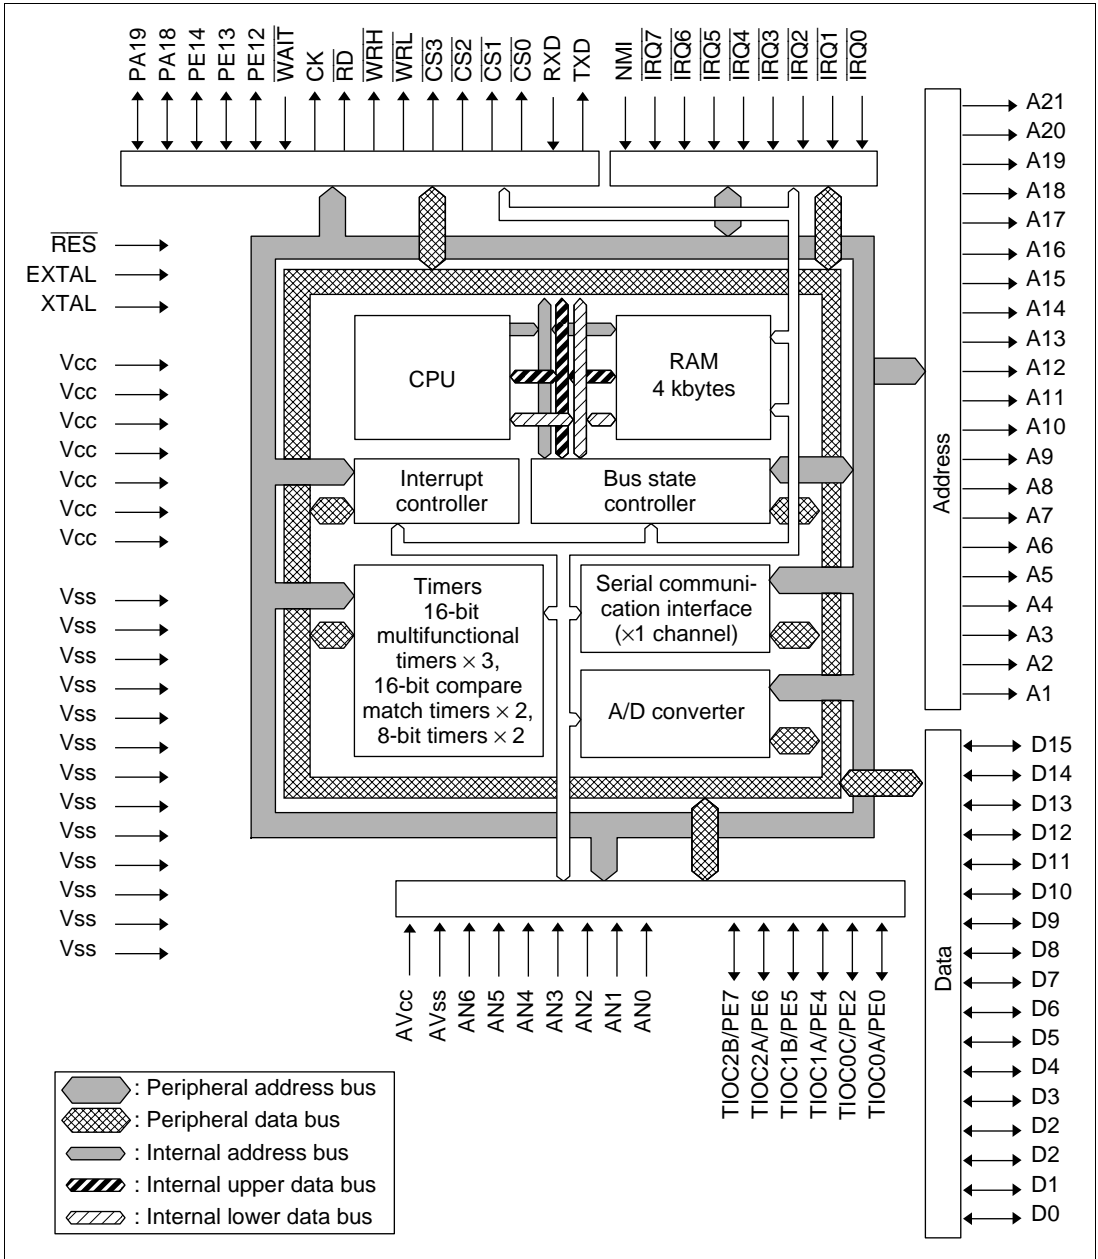 PA19
PA18
PE14
PE13
PE12
WAIT
CK
RD
WRH
WRL
CS3
CS2
CS1
CS0
RXD
TXD
NMI
IRQ7
IRQ6
IRQ5
IRQ4
IRQ3
IRQ2
IRQ1
IRQ0
RES
EXTAL
XTAL
Vcc
Vcc
Vcc
Vcc
Vcc
Vcc
Vcc
Vss
Vss
Vss
Vss
Vss
Vss
Vss
Vss
Vss
Vss
Vss
Vss
Vss
CPU
RAM
4 kbytes
Interrupt
controller
Bus state
controller
Timers
16-bit
multifunctional
timers × 3,
16-bit compare
match timers × 2,
8-bit timers × 2
Serial communi-
cation interface
(×1 channel)
A/D converter
Address
A21
A20
A19
A18
A17
A16
A15
A14
A13
A12
A11
A10
A9
A8
A7
A6
A5
A4
A3
A2
A1
Data
D15
D14
D13
D12
D11
D10
D9
D8
D7
D6
D5
D4
D3
D2
D2
D1
D0
AVcc
AVss
AN6
AN5
AN4
AN3
AN2
AN1
AN0
TIOC2B/PE7
TIOC2A/PE6
TIOC1B/PE5
TIOC1A/PE4
TIOC0C/PE2
TIOC0A/PE0
: Peripheral address bus
: Peripheral data bus
: Internal address bus
: Internal upper data bus
: Internal lower data bus